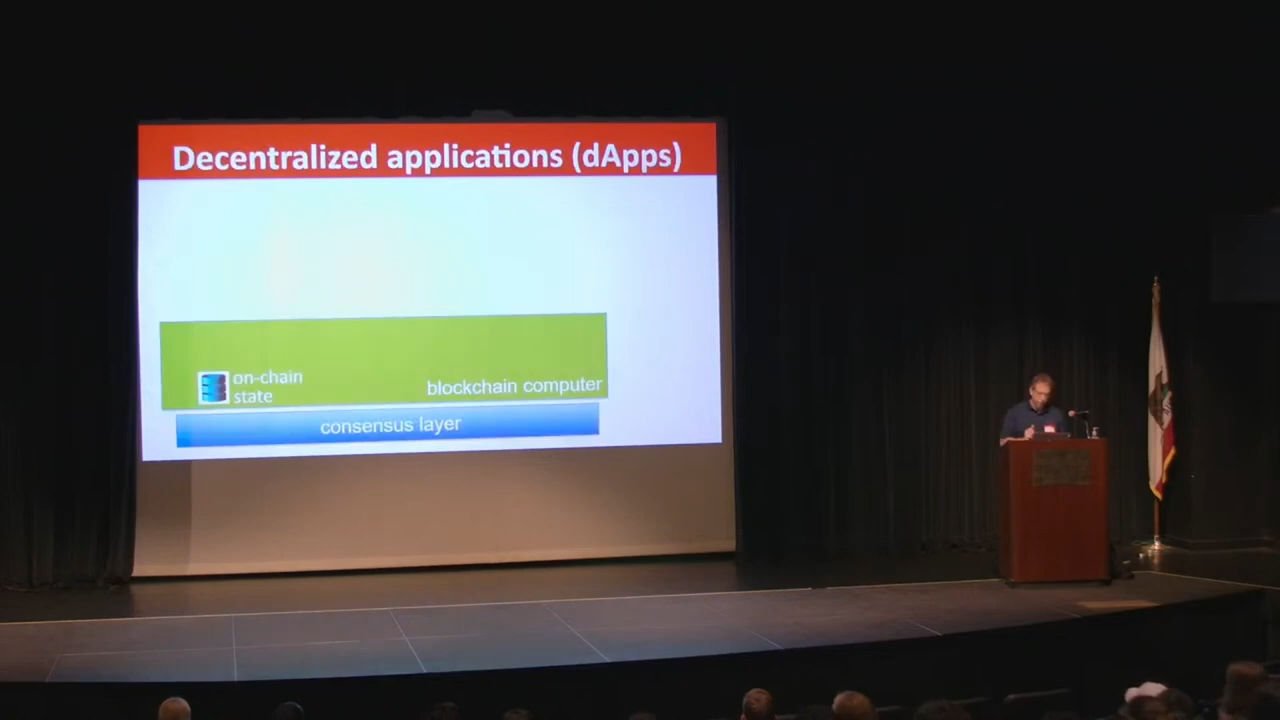 Decentralized applications (dApps)
on-chain
state
blockchain computer
consensus layer